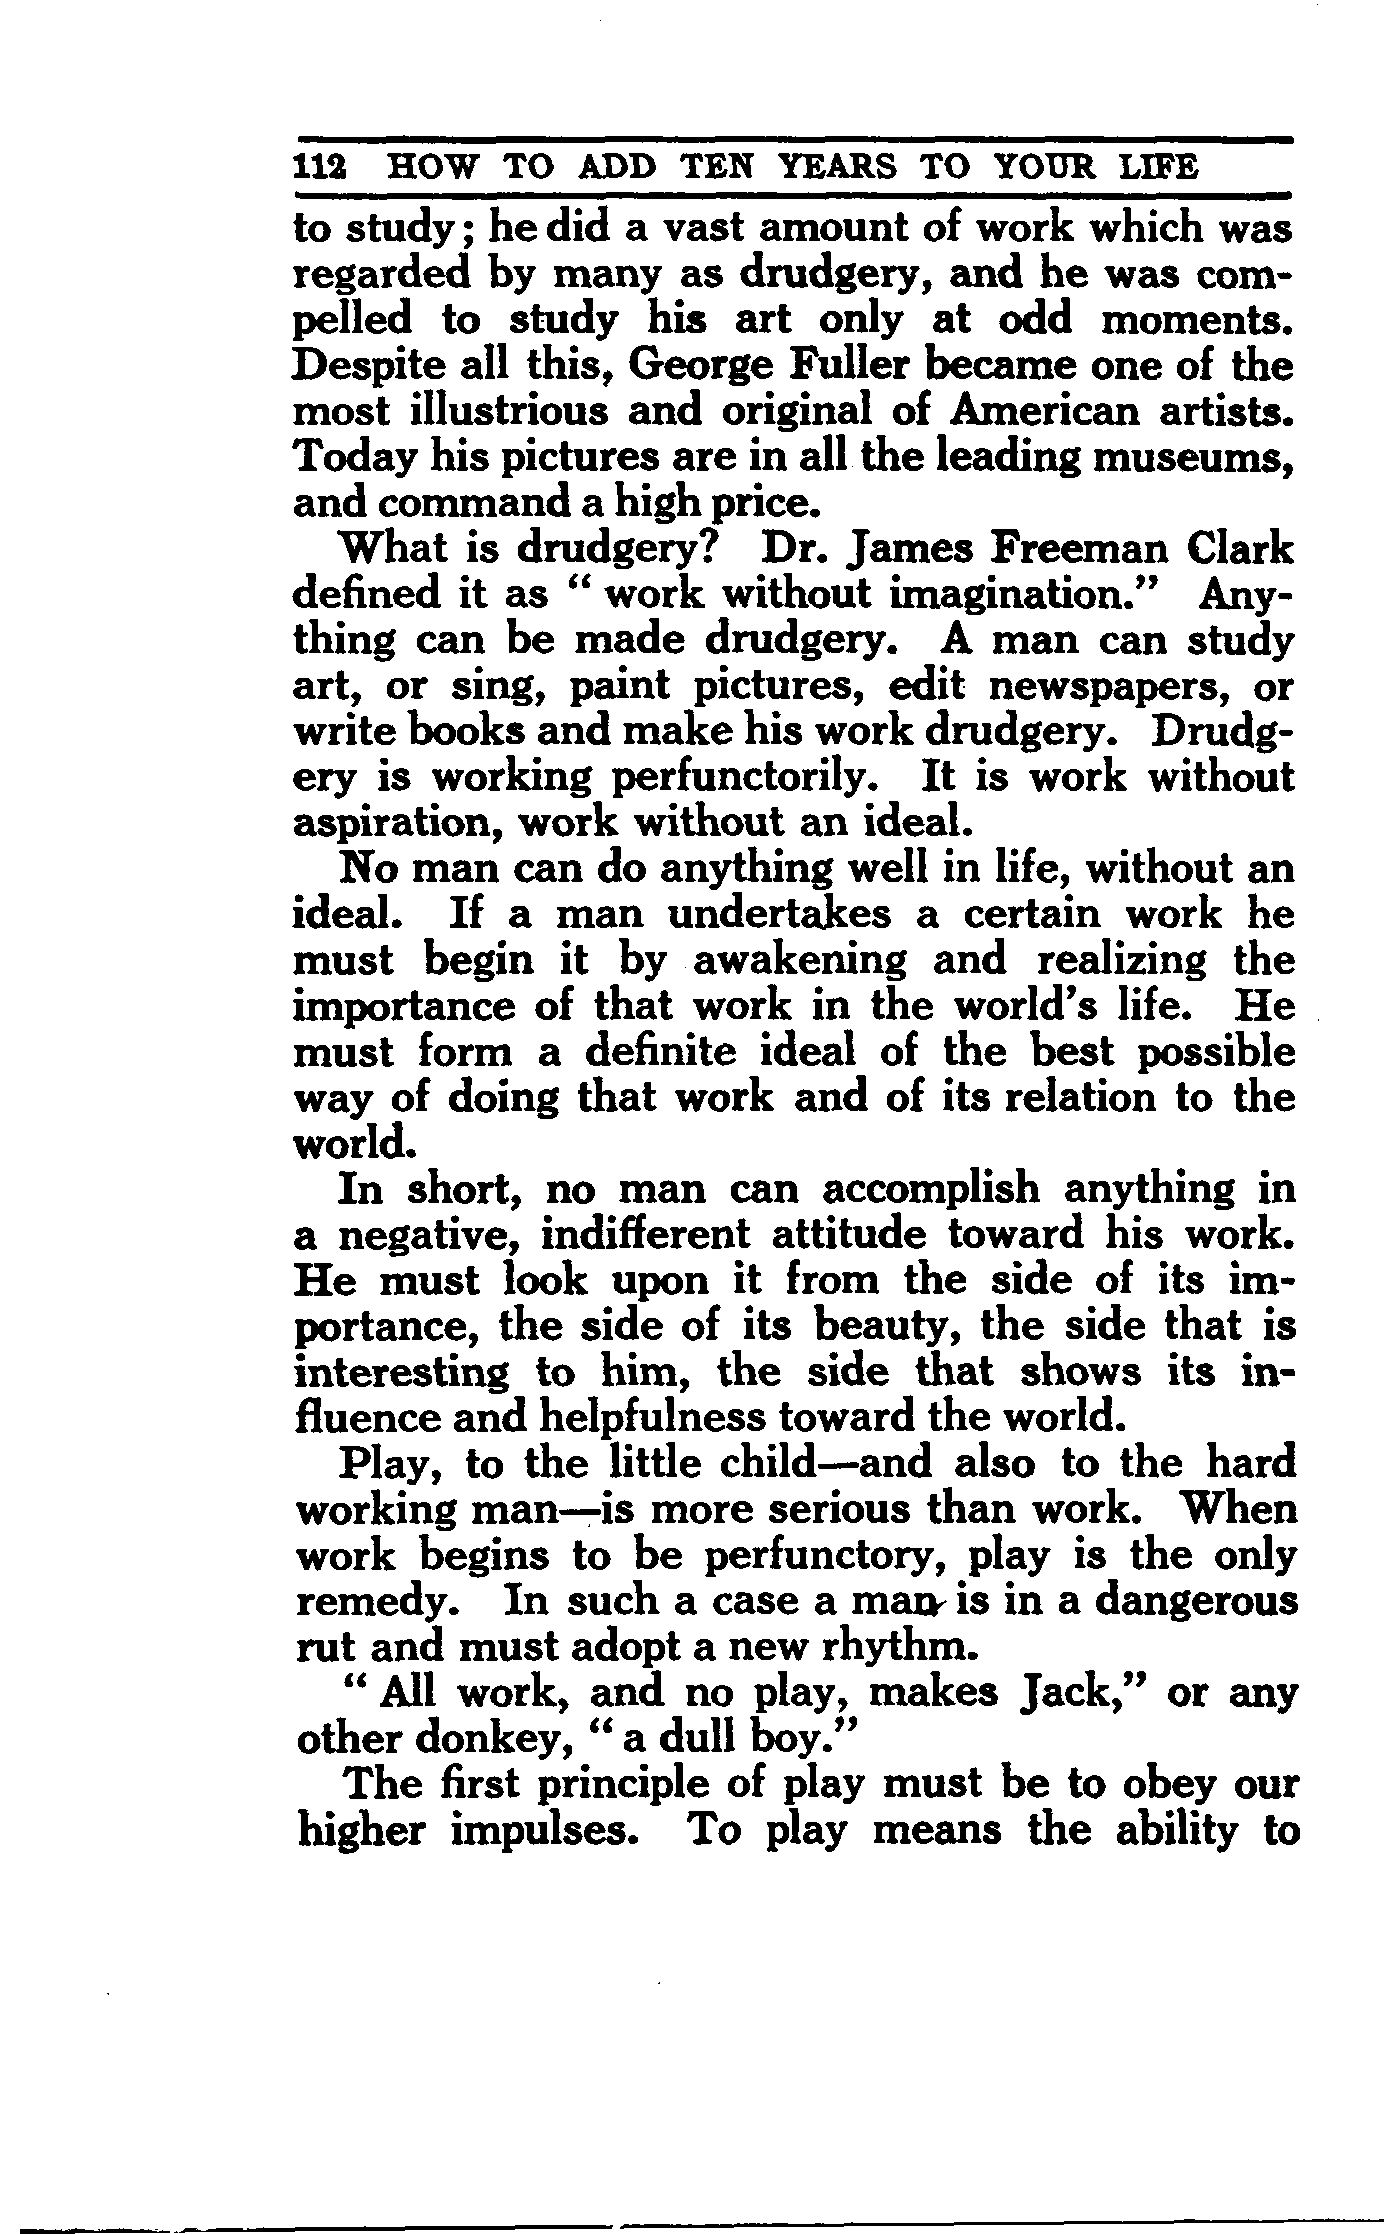 112 HOW TO ADD TEN YEARS TO YOUR LIFE
to study; he did a vast amount of work which was
regarded by many as drudgery, and he was com-
pelled to study his art only at odd moments.
Despite all this, George Fuller became one of the
most illustrious and original of American artists.
Today his pictures are in all the leading museums,
and command a high price.
What is drudgery? Dr. James Freeman Clark
defined it as “ work without imagination.” Any-
thing can be made drudgery. A man can study
art, or sing, paint pictures, edit newspapers, or
write books and make his work drudgery. Drudg-
ery is working perfunctorily. It is work without
aspiration, work without an ideal.
No man can do anything well in life, without an
ideal. If a man undertakes a certain work he
must begin it by awakening and realizing the
importance of that work in the world’s life. He
must form a definite ideal of the best possible
way of doing that work and of its relation to the
world.
In short, no man can accomplish anything in
a negative, indifferent attitude toward his work.
He must look upon it from the side of its im-
portance, the side of its beauty, the side that is
interesting to him, the side that shows its in-
fluence and helpfulness toward the world.
Play, to the little child—and also to the hard
working man—is more serious than work. When
work begins to be perfunctory, play is the only
remedy. In such a case a man is in a dangerous
rut and must adopt a new rhythm.
“ All work, and no play, makes Jack,” or any
other donkey, “ a dull boy.”
The first principle of play must be to obey our
higher impulses. To play means the ability to